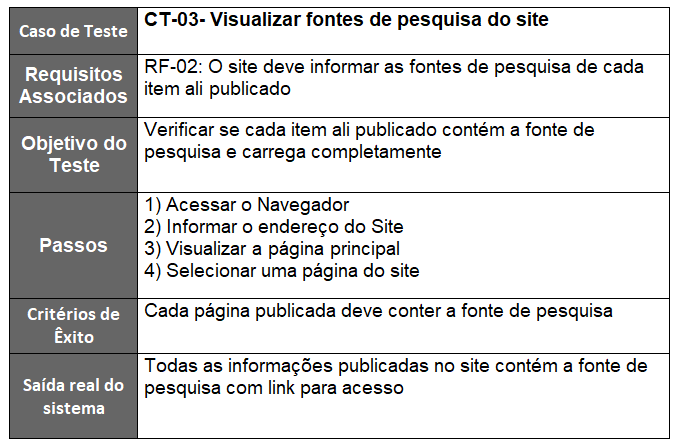 Caso de Teste
CT-03- Visualizar fontes de pesquisa do site
Requisitos
Associados
RF-02: O site deve informar as fontes de pesquisa de cada
item ali publicado
Objetivo do
Teste
Verificar se cada item ali publicado contém a fonte de
pesquisa e carrega completamente
Passos
1) Acessar o Navegador
2) Informar o endereço do Site
3) Visualizar a página principal
4) Selecionar uma página do site
Critérios de
Êxito
Cada página publicada deve conter a fonte de pesquisa
Saída real do
sistema
Todas as informações publicadas no site contém a fonte de
pesquisa com link para acesso